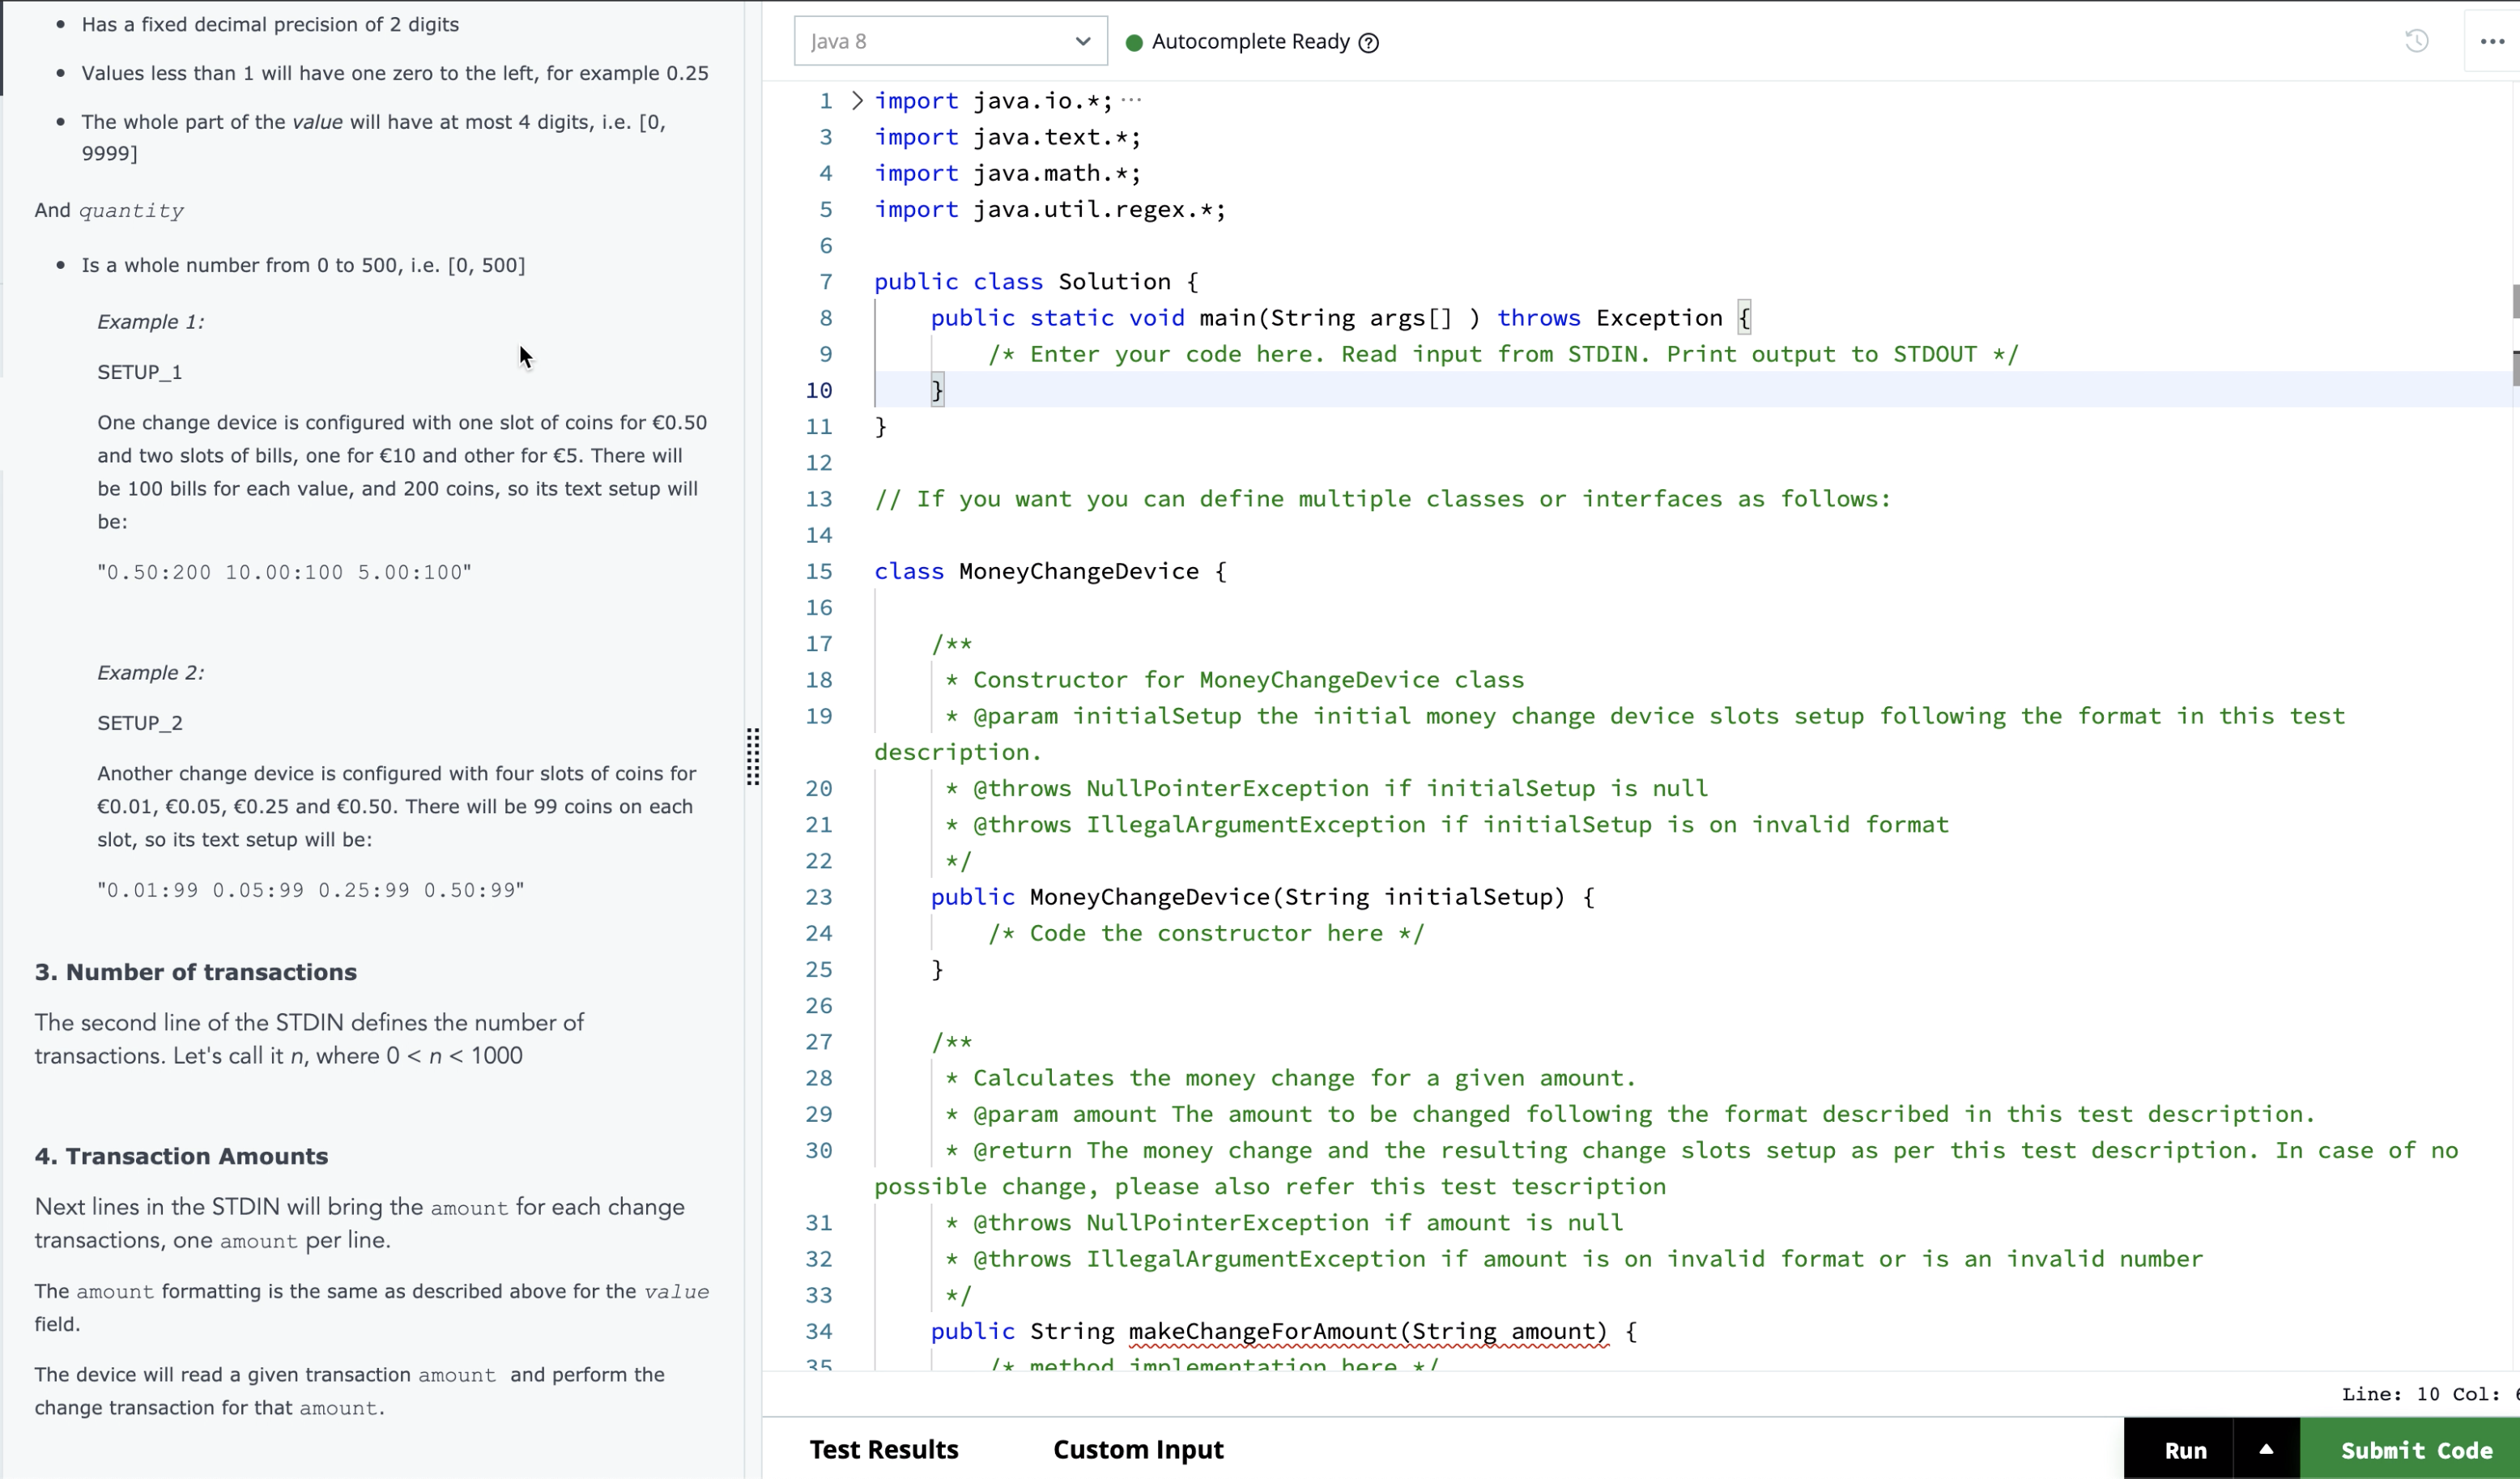 Has a fixed decimal precision of 2 digits
Values less than 1 will have one zero to the left, for example 0.25
The whole part of the value will have at most 4 digits, i.e. [0,
9999]
And quantity
Is a whole number from 0 to 500, i.e. [0, 500]
Example 1:
SETUP_1
One change device is configured with one slot of coins for €0.50
and two slots of bills, one for €10 and other for €5. There will
be 100 bills for each value, and 200 coins, so its text setup will
be:
"0.50:200 10.00:100 5.00:100"
Example 2:
SETUP_2
Another change device is configured with four slots of coins for
€0.01, €0.05, €0.25 and €0.50. There will be 99 coins on each
slot, so its text setup will be:
"0.01:99 0.05:99 0.25:99 0.50:99"
3. Number of transactions
The second line of the STDIN defines the number of
transactions. Let's call it n, where 0 < n < 1000
4. Transaction Amounts
Next lines in the STDIN will bring the amount for each change
transactions, one amount per line.
The amount formatting is the same as described above for the value
field.
The device will read a given transaction amount and perform the
change transaction for that amount.
Java 8
Autocomplete Ready
1 import java.io.*; ...
3 import java.text.*;
4 import java.math.*;
5 import java.util.regex.*;
6
7 public class Solution {
8 public static void main(String args[] ) throws Exception {
9 /* Enter your code here. Read input from STDIN. Print output to STDOUT */
10 }
11 }
12
13 // If you want you can define multiple classes or interfaces as follows:
14
15 class MoneyChangeDevice {
16
17 /**
18 * Constructor for MoneyChangeDevice class
19 * @param initialSetup the initial money change device slots setup following the format in this test
description.
20 * @throws NullPointerException if initialSetup is null
21 * @throws IllegalArgumentException if initialSetup is on invalid format
22 */
23 public MoneyChangeDevice(String initialSetup) {
24 /* Code the constructor here */
25 }
26
27 /**
28 * Calculates the money change for a given amount.
29 * @param amount The amount to be changed following the format described in this test description.
30 * @return The money change and the resulting change slots setup as per this test description. In case of no
possible change, please also refer this test tescription
31 * @throws NullPointerException if amount is null
32 * @throws IllegalArgumentException if amount is on invalid format or is an invalid number
33 */
34 public String makeChangeForAmount(String amount) {
35 /* method implementation here */
Line: 10 Col:
Test Results
Custom Input
Run
Submit Code